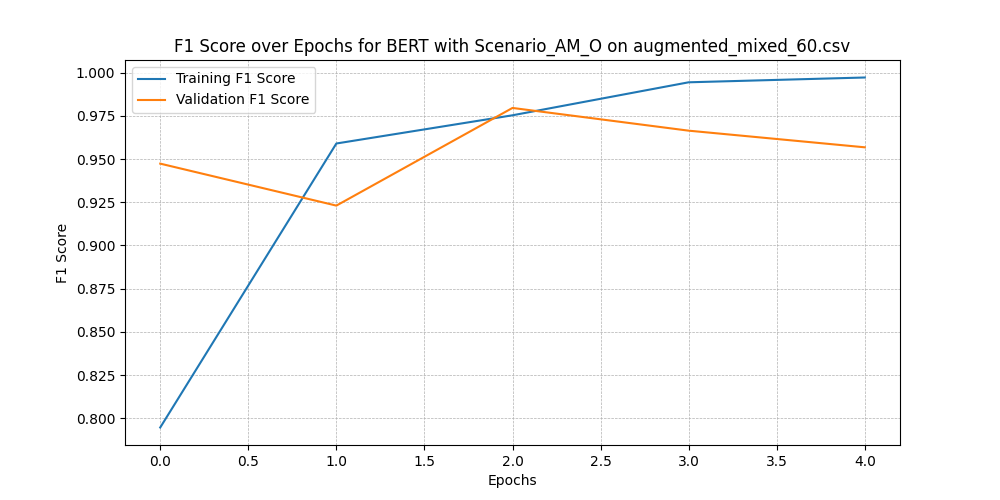 F1 Score over Epochs for BERT with Scenario_AM_O on augmented_mixed_60.csv
Training F1 Score
Validation F1 Score
F1 Score
1.000
0.975
0.950
0.925
0.900
0.875
0.850
0.825
0.800
0.0 0.5 1.0 1.5 2.0 2.5 3.0 3.5 4.0
Epochs